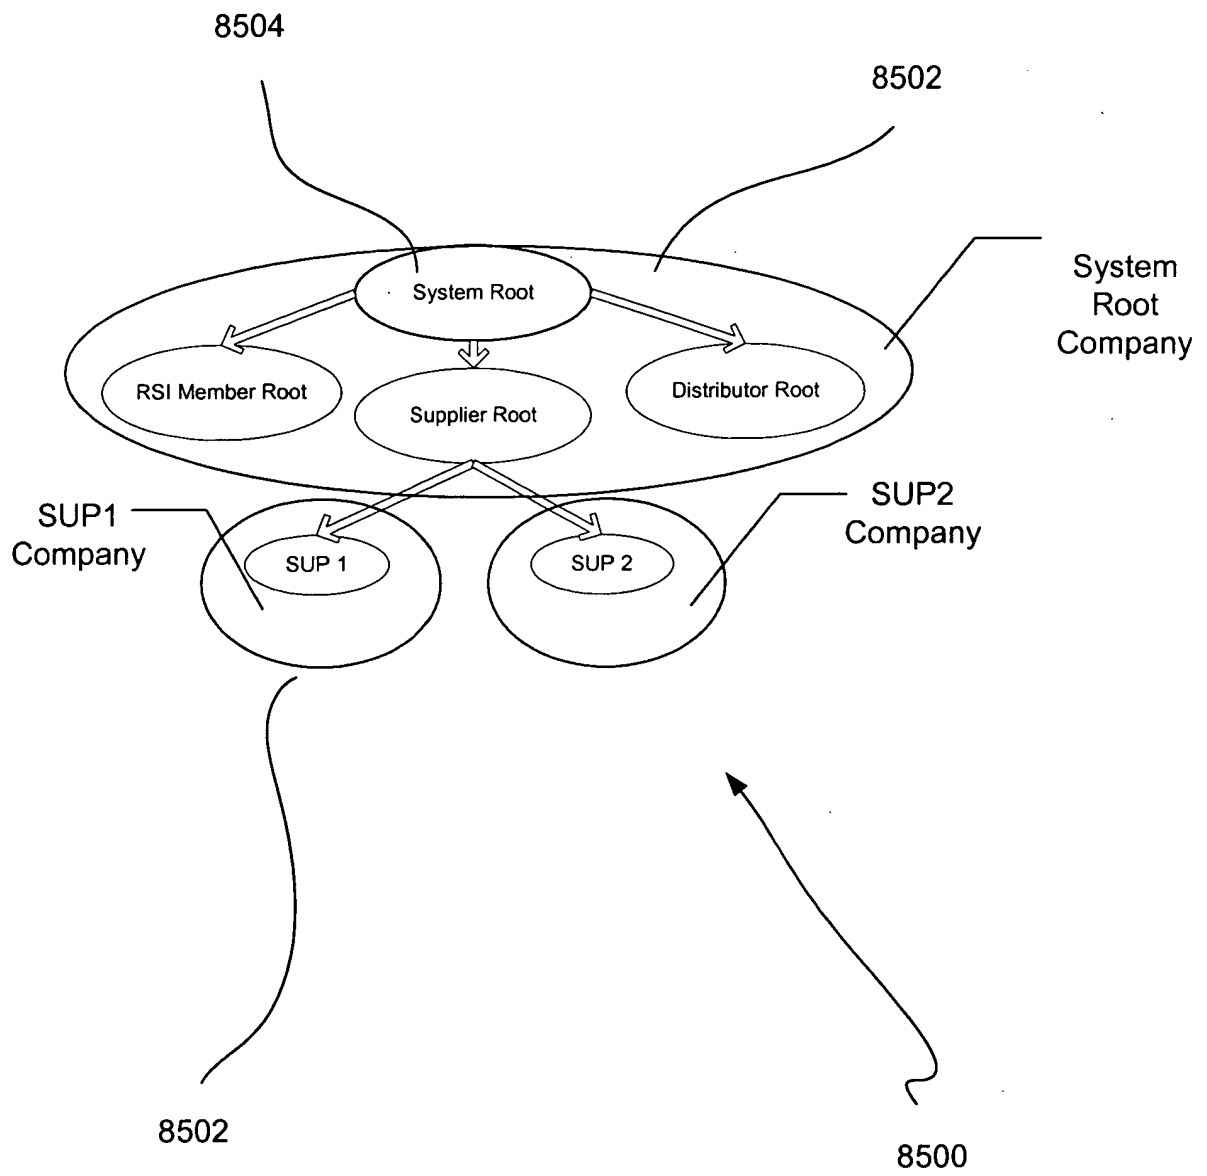 8504
8502
System
Root
Company
System Root
RSI Member Root
Supplier Root
Distributor Root
SUP1
Company
SUP2
Company
SUP 1
SUP 2
8502
8500